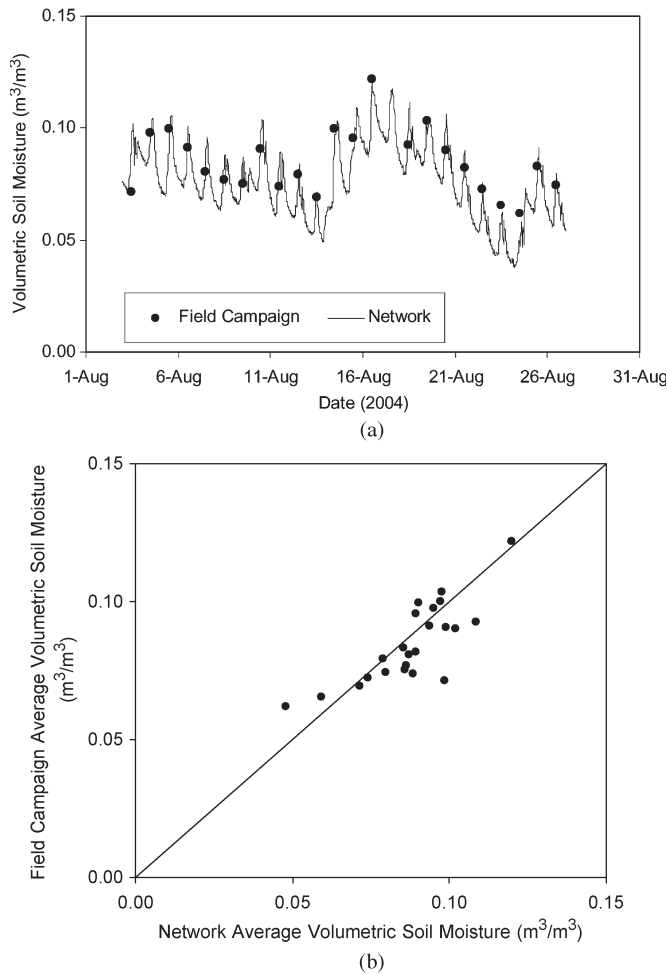 0.15
0.10
0.05
0.00
Volumetric Soil Moisture (m³/m³)
Field Campaign
Network
1-Aug 6-Aug 11-Aug 16-Aug 21-Aug 26-Aug 31-Aug
Date (2004)
(a)
0.15
0.10
0.05
0.00
Field Campaign Average Volumetric Soil Moisture
(m³/m³)
0.00 0.05 0.10 0.15
Network Average Volumetric Soil Moisture (m³/m³)
(b)